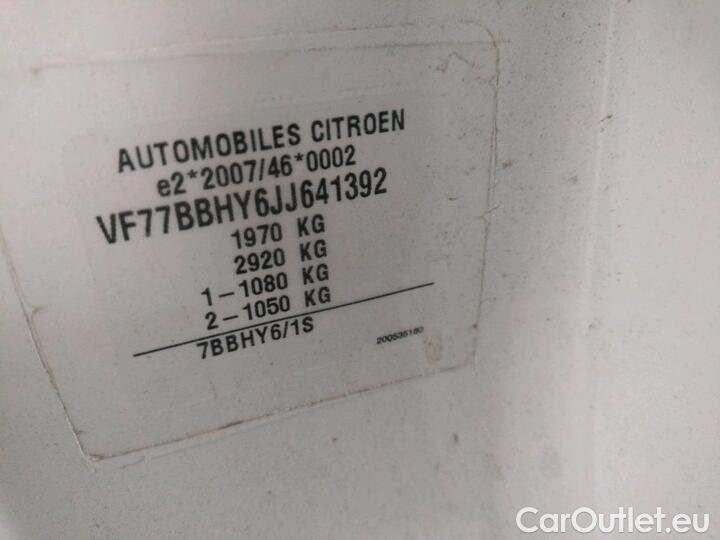 AUTOMOBILES CITROEN
e2*2007/46*0002
VF77BBHY6JJ641392
1970 KG
2920 KG
1-1080 KG
2-1050 KG
7BBHY6/1S
200535180
CarOutlet.eu